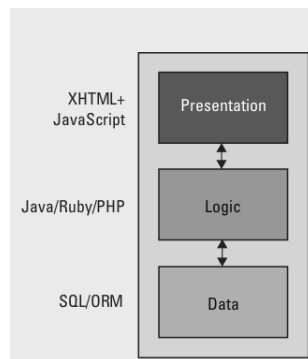 XHTML+
JavaScript
Presentation
Java/Ruby/PHP
Logic
SQL/ORM
Data